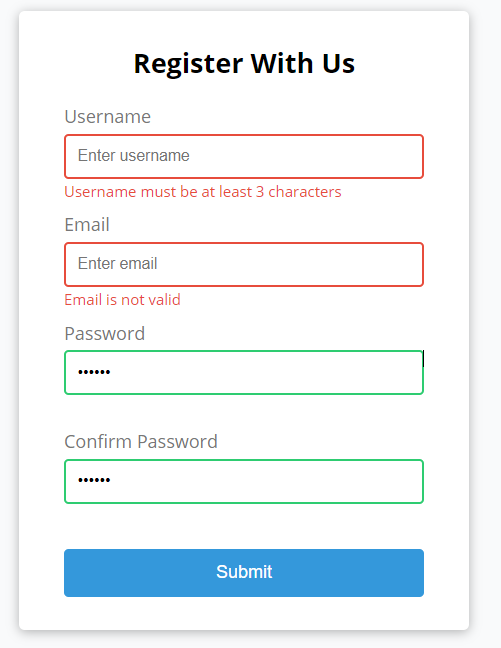 Register With Us
Username
Enter username
Username must be at least 3 characters
Email
Enter email
Email is not valid
Password
••••••
Confirm Password
••••••
Submit